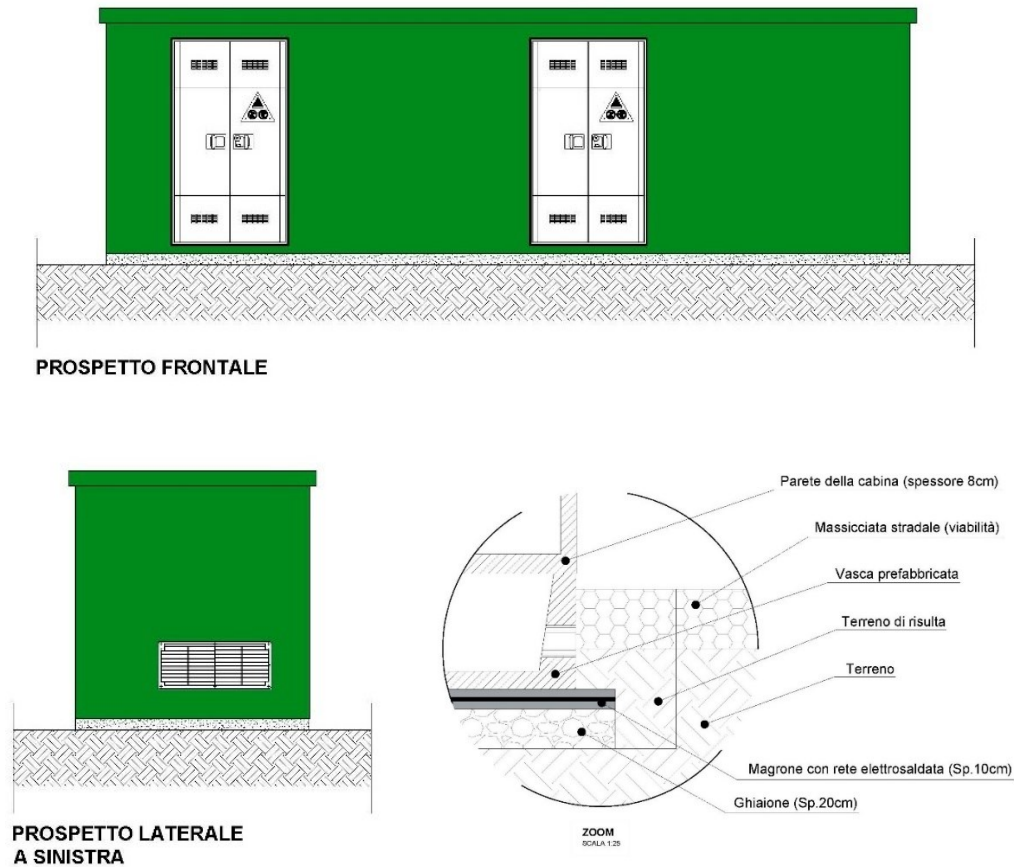 PROSPETTO FRONTALE
Parete della cabina (spessore 8cm)
Massicciata stradale (viabilità)
Vasca prefabbricata
Terreno di risulta
Terreno
Magrone con rete elettrosaldata (Sp.10cm)
Ghiaione (Sp.20cm)
ZOOM
SCALA 1:25
PROSPETTO LATERALE
A SINISTRA